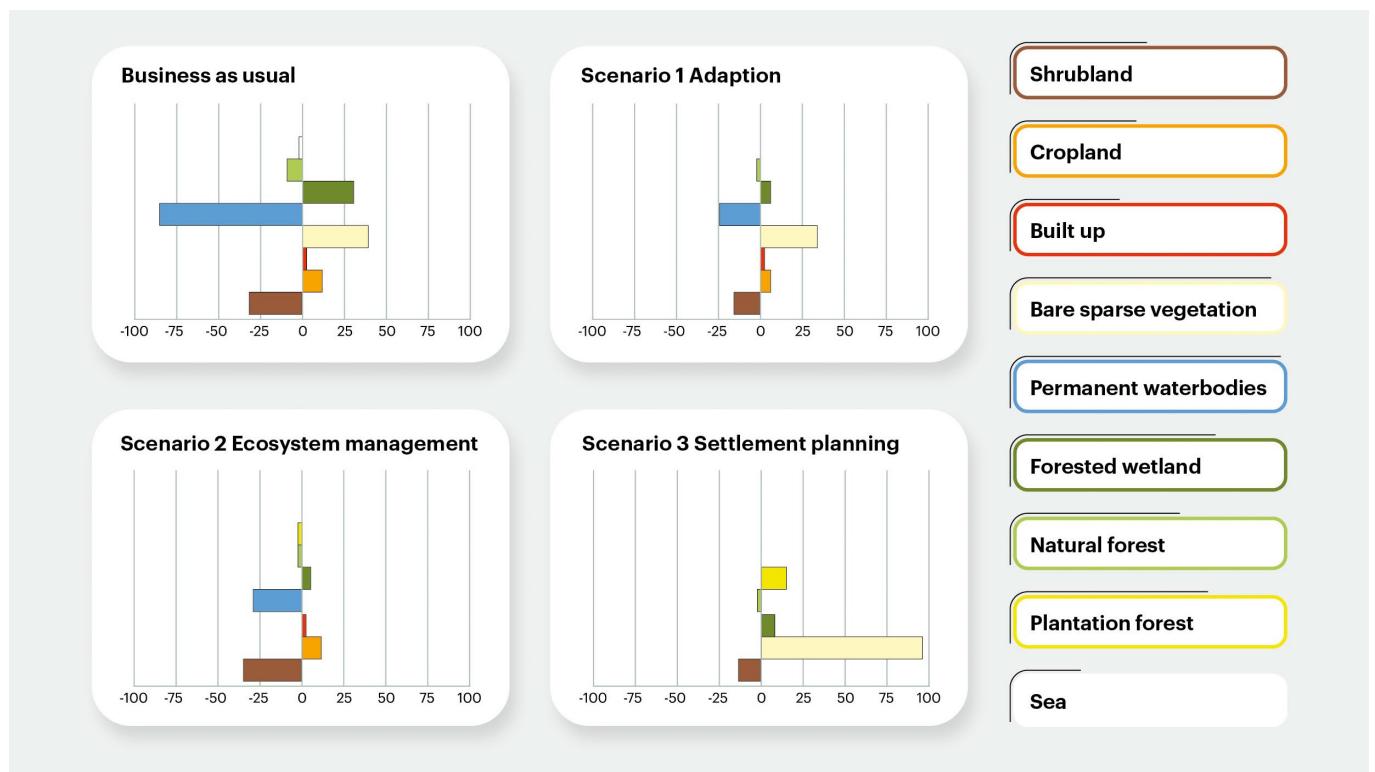 Business as usual
-100 -75 -50 -25 0 25 50 75 100
Scenario 1 Adaption
-100 -75 -50 -25 0 25 50 75 100
Scenario 2 Ecosystem management
-100 -75 -50 -25 0 25 50 75 100
Scenario 3 Settlement planning
-100 -75 -50 -25 0 25 50 75 100
Shrubland
Cropland
Built up
Bare sparse vegetation
Permanent waterbodies
Forested wetland
Natural forest
Plantation forest
Sea